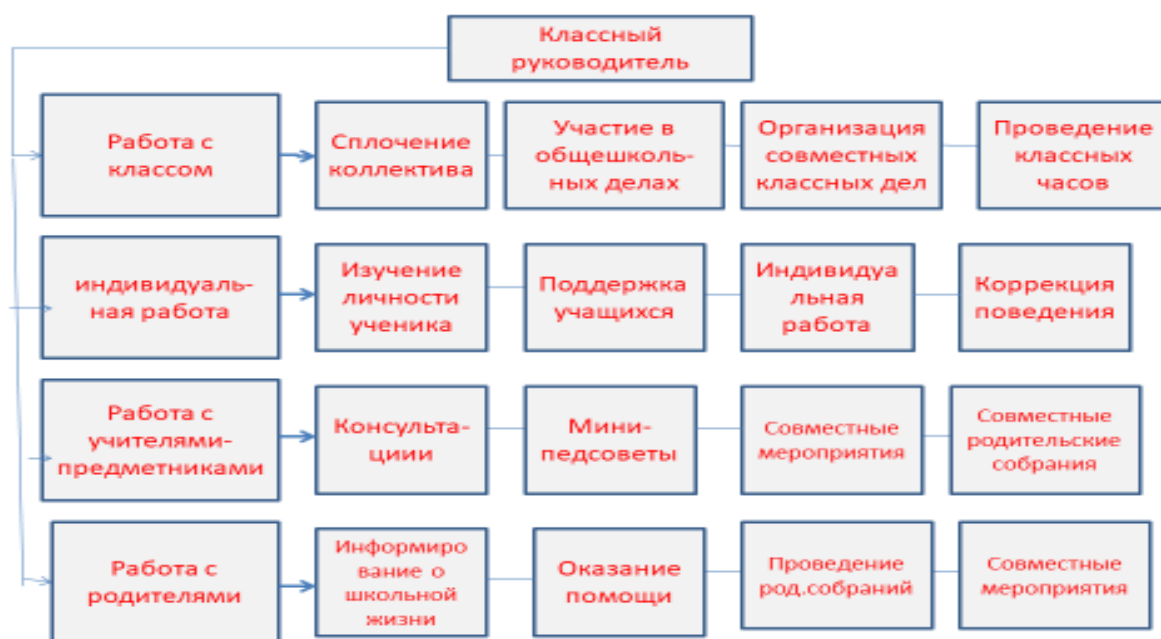 Классный
руководитель
Работа с
классом
Сплочение
коллектива
Участие в
общешколь-
ных делах
Организация
совместных
классных дел
Проведение
классных
часов
индивидуаль-
ная работа
Изучение
личности
ученика
Поддержка
учащихся
Индивидуа
льная
работа
Коррекция
поведения
Работа с
учителями-
предметниками
Консульта-
циии
Мини-
педсоветы
Совместные
мероприятия
Совместные
родительские
собрания
Работа с
родителями
Информиро
вание о
школьной
жизни
Оказание
помощи
Проведение
род.собраний
Совместные
мероприятия